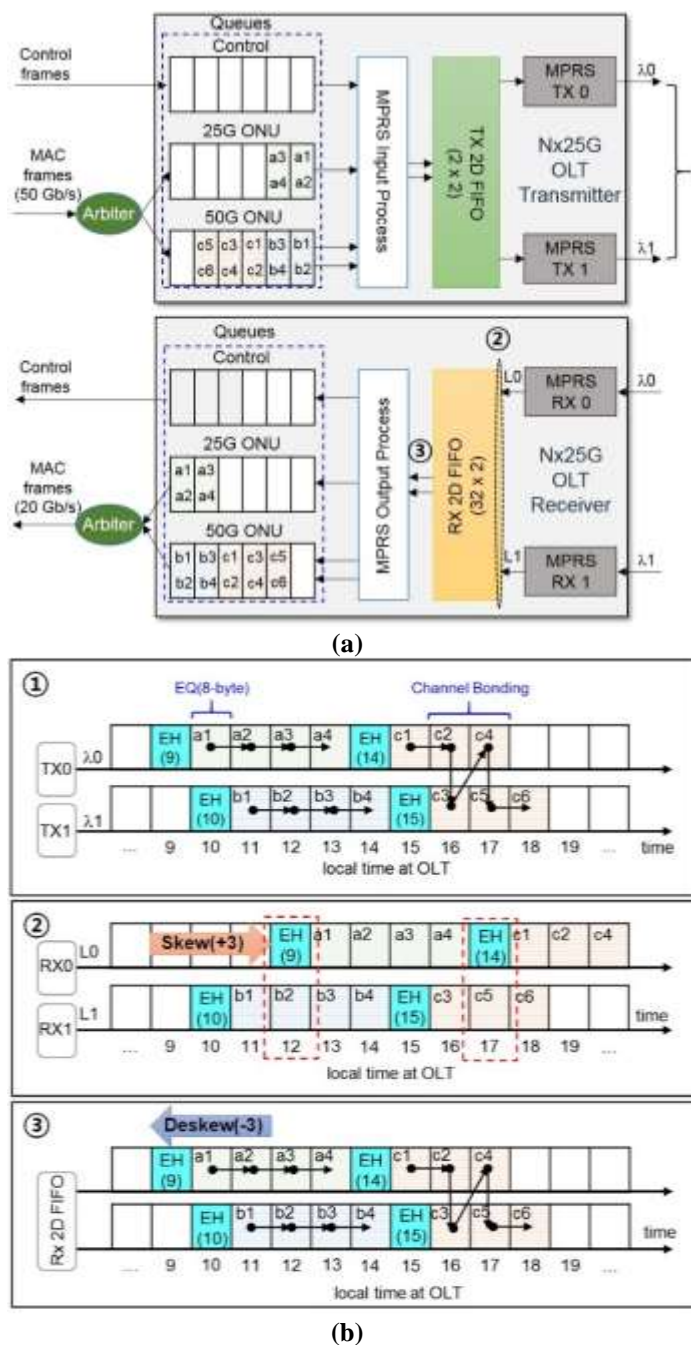 Queues
Control
Control
frames
25G ONU
a3 a1
a4 a2
MAC
frames
(50 Gb/s)
Arbiter
50G ONU
c5 c3 c1 b3 b1
c6 c4 c2 b4 b2
MPRS Input Process
TX 2D FIFO
(2 x 2)
MPRS
TX 0
λ0
Nx25G
OLT
Transmitter
MPRS
TX 1
λ1
Queues
Control
Control
frames
25G ONU
a1 a3
a2 a4
MAC
frames
(20 Gb/s)
Arbiter
50G ONU
b1 b3 c1 c3 c5
b2 b4 c2 c4 c6
MPRS Output Process
③
RX 2D FIFO
(32 x 2)
②
L0
MPRS
RX 0
λ0
Nx25G
OLT
Receiver
L1
MPRS
RX 1
λ1
(a)
①
EQ(8-byte)
Channel Bonding
TX0
λ0
EH
(9)
a1 a2 a3 a4
EH
(14)
c1 c2 c4
TX1
λ1
EH
(10)
b1 b2 b3 b4
EH
(15)
c3 c5 c6
... 9 10 11 12 13 14 15 16 17 18 19 ... time
local time at OLT
②
RX0
L0
Skew(+3)
EH
(9)
a1 a2 a3 a4
EH
(14)
c1 c2 c4
RX1
L1
EH
(10)
b1 b2 b3 b4
EH
(15)
c3 c5 c6
time
... 9 10 11 12 13 14 15 16 17 18 19 ...
local time at OLT
③
Deskew(-3)
Rx 2D FIFO
EH
(9)
a1 a2 a3 a4
EH
(14)
c1 c2 c4
EH
(10)
b1 b2 b3 b4
EH
(15)
c3 c5 c6
time
.... 9 10 11 12 13 14 15 16 17 18 19 ...
local time at OLT
(b)